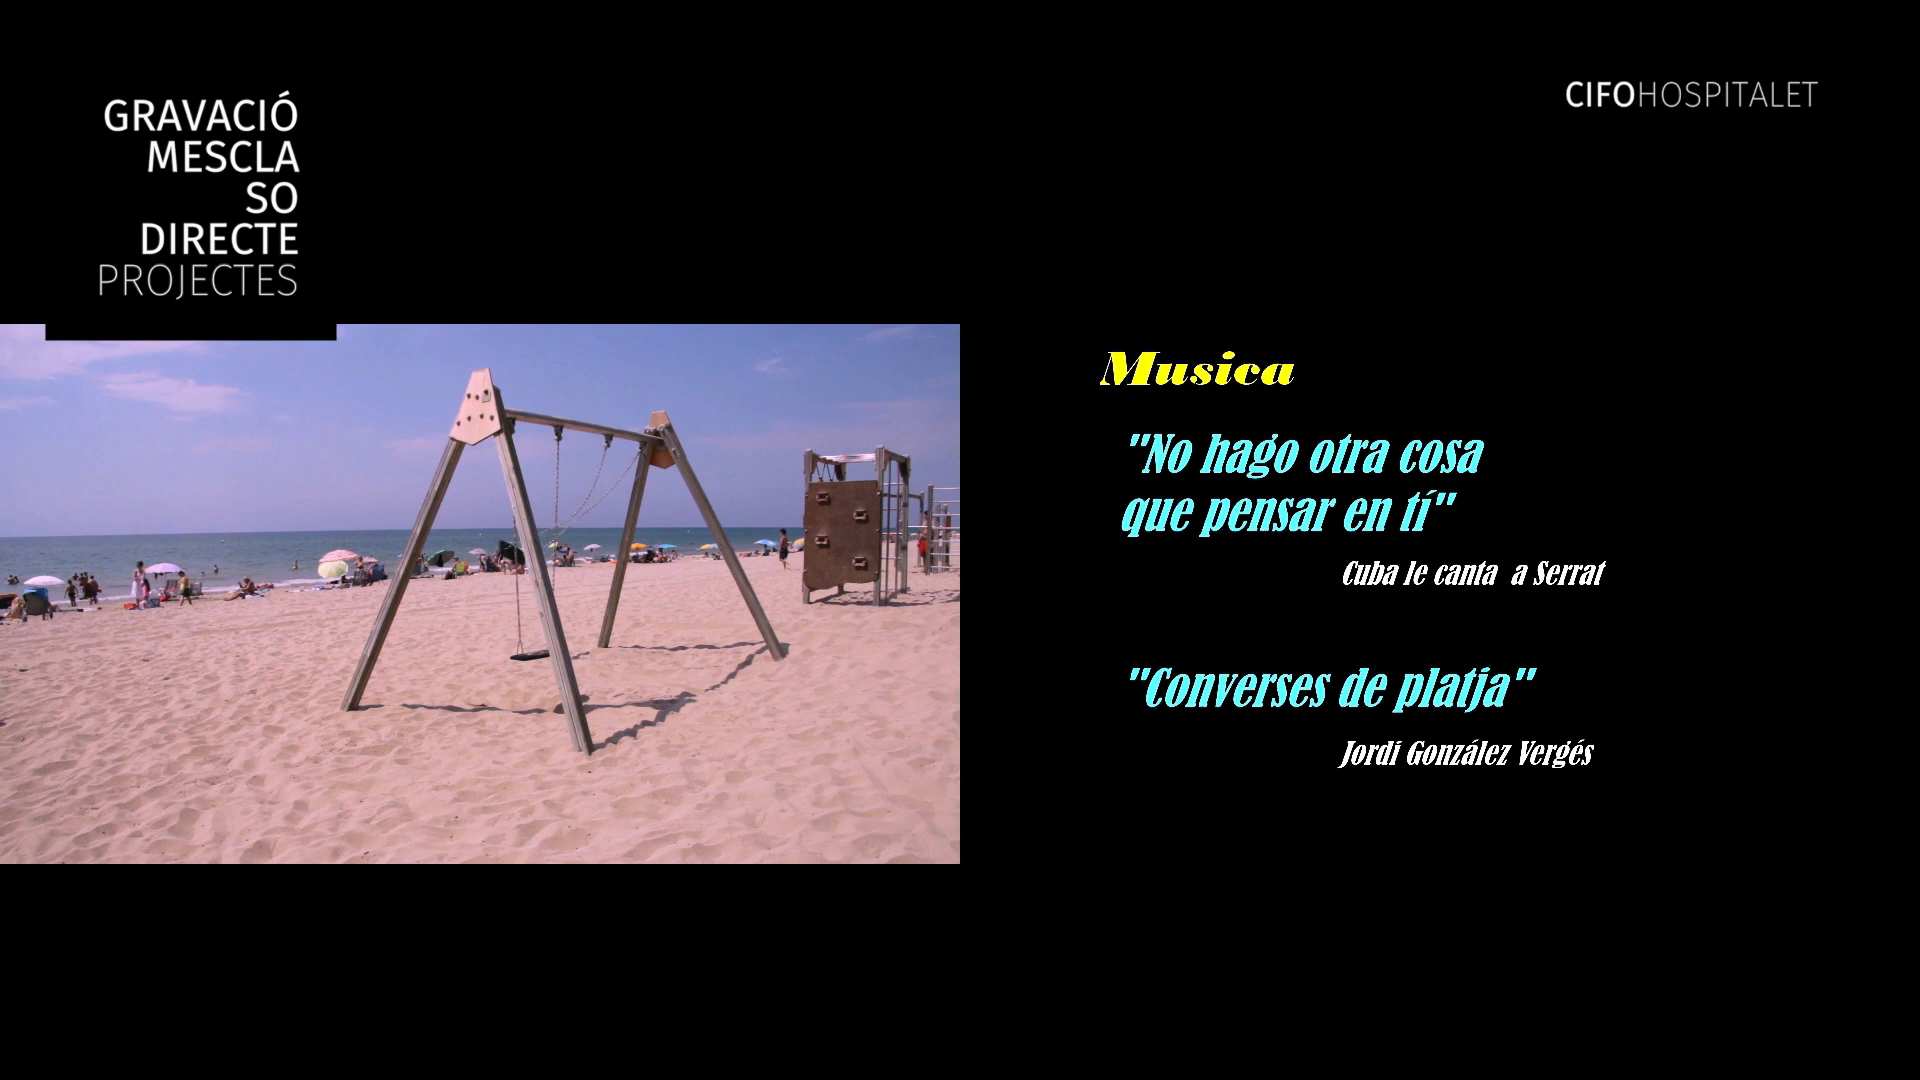 GRAVACIÓ
MESCLA
SO
DIRECTE
PROJECTES
CIFOHOSPITALET
Musica
"No hago otra cosa
que pensar en tí"
Cuba le canta a Serrat
"Converses de platja"
Jordi González Vergés